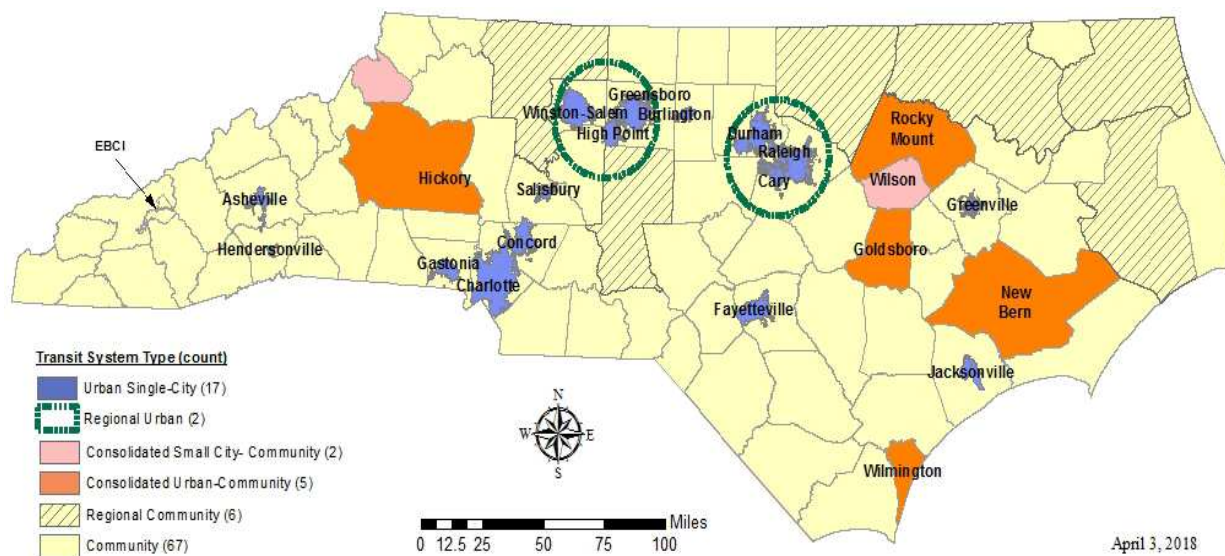 Greensboro
Winston-Salem
Burlington
High Point
Durham
Raleigh
Cary
Rocky
Mount
EBCI
Hickory
Wilson
Asheville
Salisbury
Greenville
Hendersonville
Concord
Goldsboro
Gastonia
Charlotte
New
Bern
Fayetteville
Jacksonville
Wilmington
Transit System Type (count)
Urban Single-City (17)
Regional Urban (2)
Consolidated Small City- Community (2)
Consolidated Urban-Community (5)
Regional Community (6)
Community (67)
N
W E
S
Miles
0 12.5 25 50 75 100
April 3, 2018